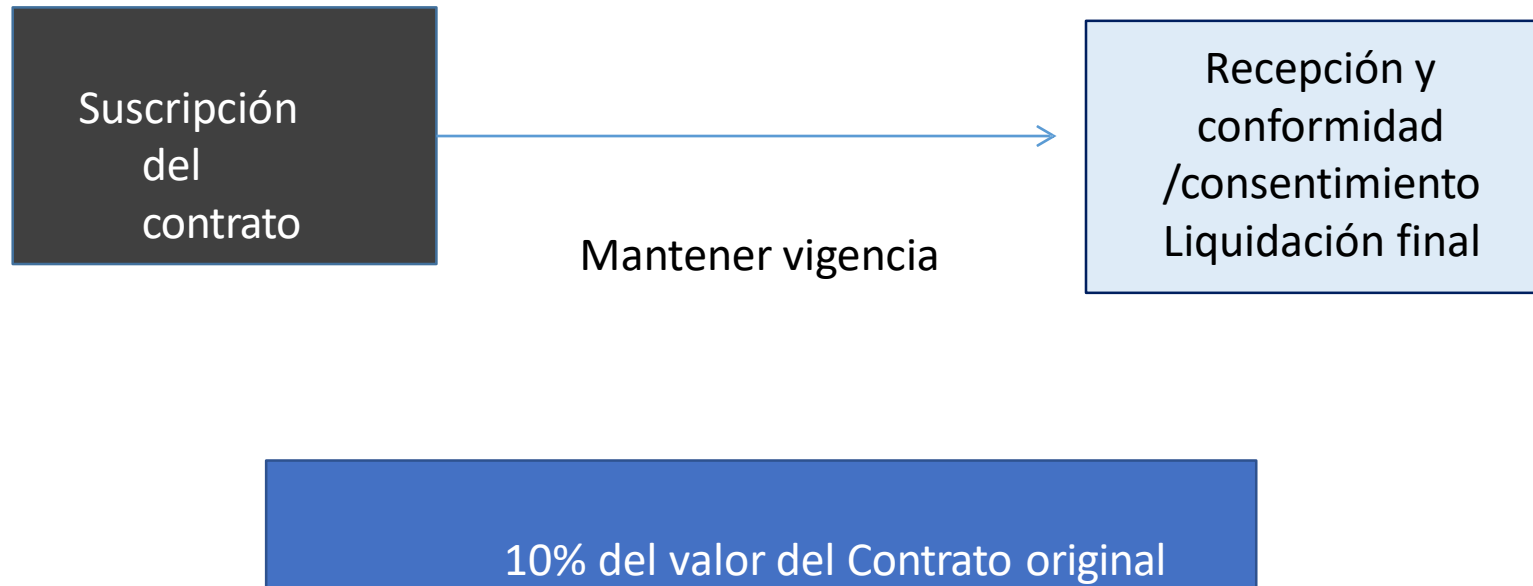 Suscripción
del
contrato
Mantener vigencia
Recepción y
conformidad
/consentimiento
Liquidación final
10% del valor del Contrato original